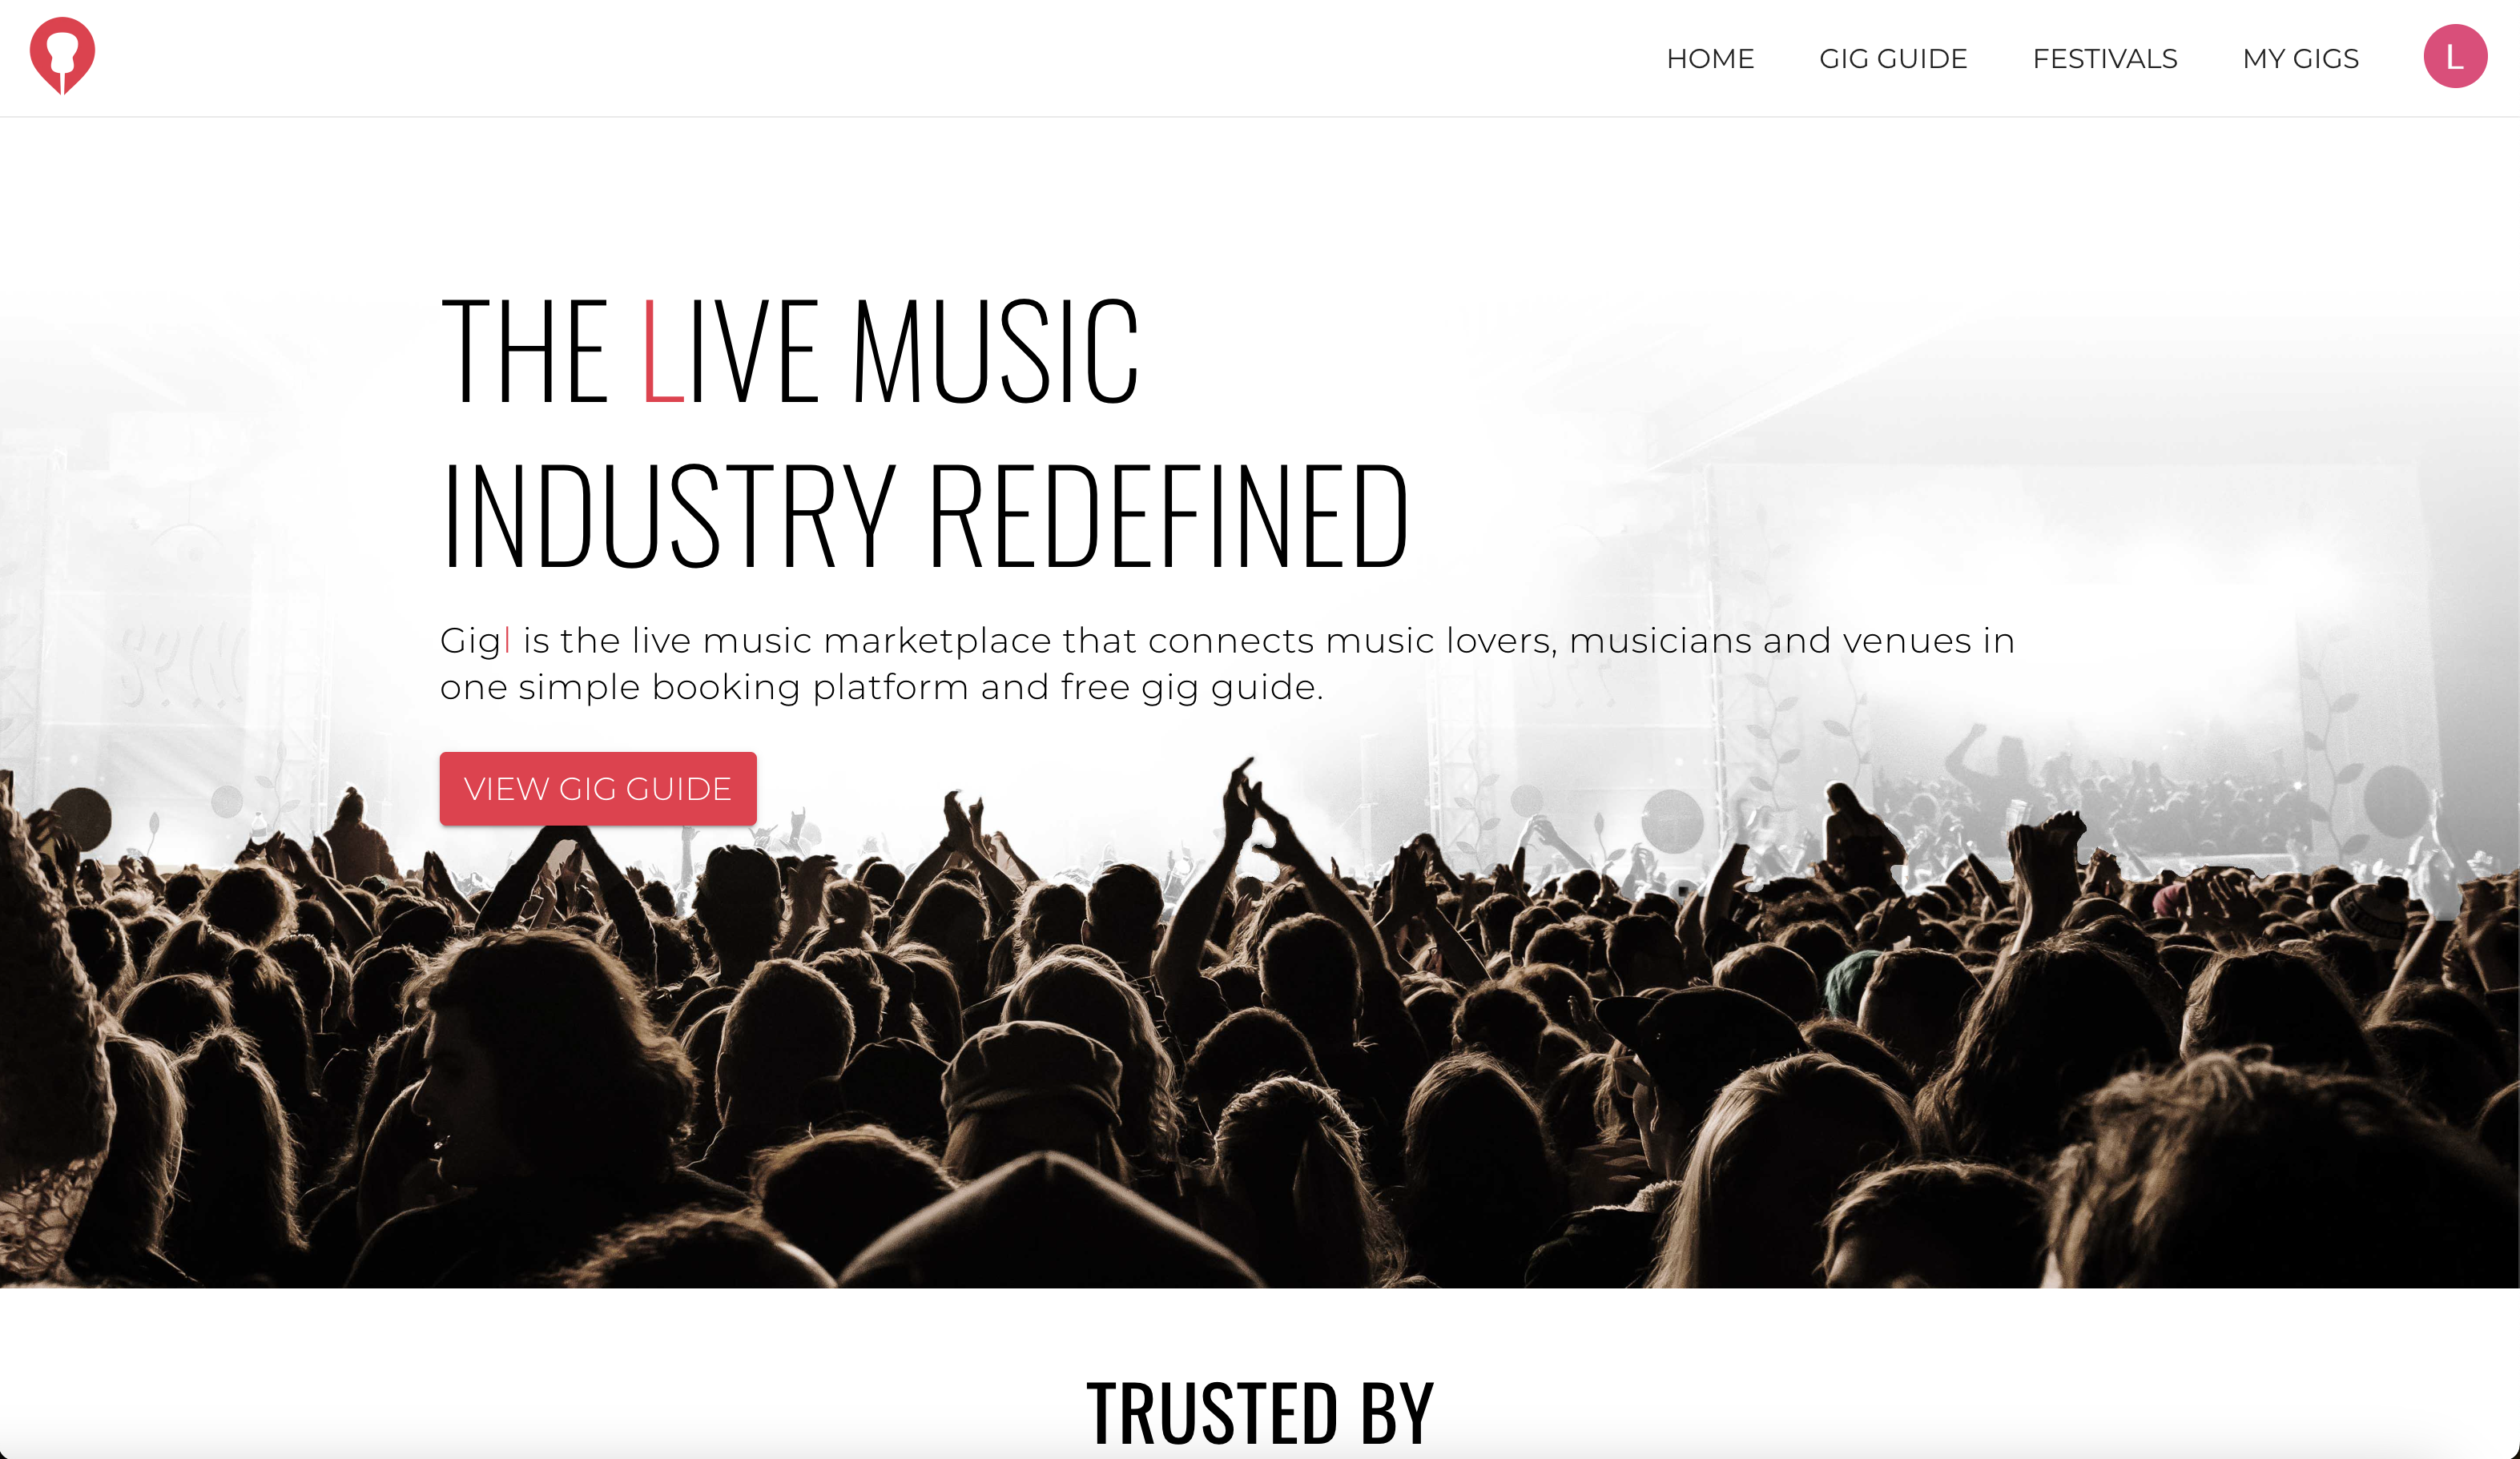 HOME
GIG GUIDE
FESTIVALS
MY GIGS
L
THE LIVE MUSIC
INDUSTRY REDEFINED
Gigl is the live music marketplace that connects music lovers, musicians and venues in
one simple booking platform and free gig guide.
VIEW GIG GUIDE
TRUSTED BY